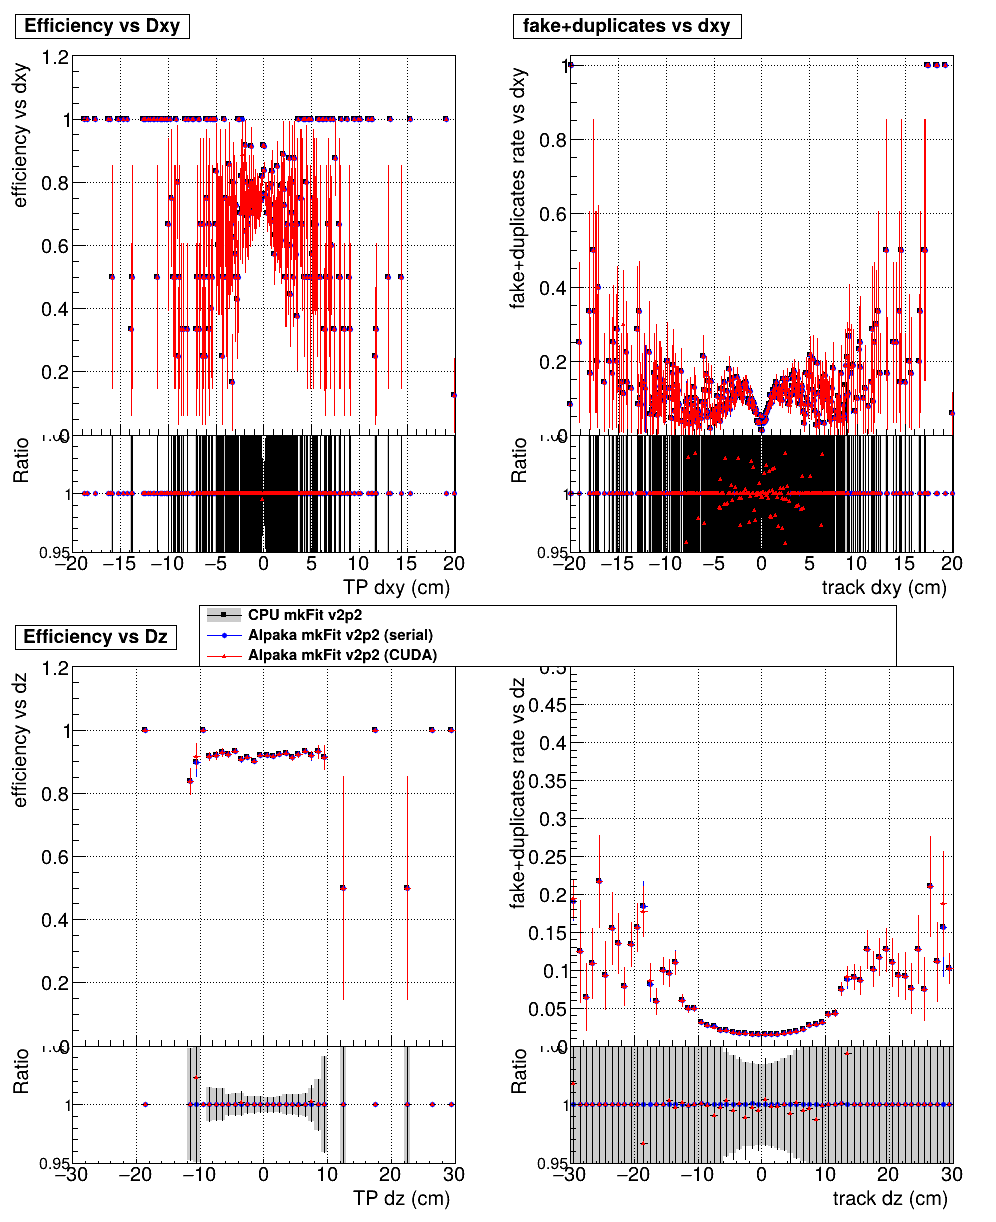 Efficiency vs Dxy
fake+duplicates vs dxy
efficiency vs dxy
1.2
1
0.8
0.6
0.4
0.2
0
fake+duplicates rate vs dxy
1
0.8
0.6
0.4
0.2
0
Ratio
1
0.95
−20 −15 −10 −5 0 5 10 15 20
TP dxy (cm)
Ratio
1
0.95
−20 −15 −10 −5 0 5 10 15 20
track dxy (cm)
CPU mkFit v2p2
Alpaka mkFit v2p2 (serial)
Alpaka mkFit v2p2 (CUDA)
Efficiency vs Dz
efficiency vs dz
1.2
1
0.8
0.6
0.4
0.2
0
fake+duplicates rate vs dz
0.5
0.45
0.4
0.35
0.3
0.25
0.2
0.15
0.1
0.05
0
Ratio
1
0.95
−30 −20 −10 0 10 20 30
TP dz (cm)
Ratio
1
0.95
−30 −20 −10 0 10 20 30
track dz (cm)